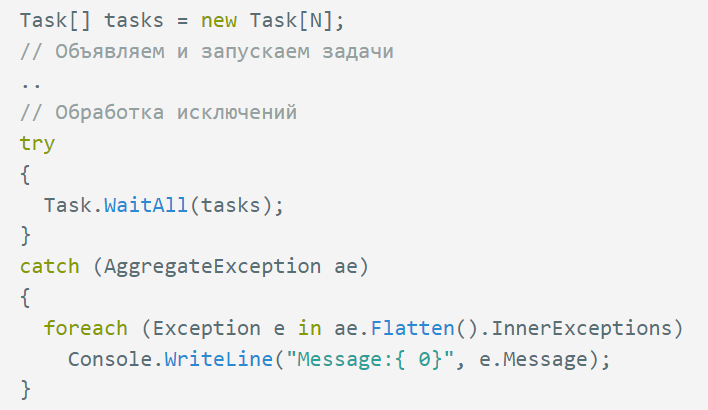 Task[] tasks = new Task[N];
// Объявляем и запускаем задачи
..
// Обработка исключений
try
{
  Task.WaitAll(tasks);
}
catch (AggregateException ae)
{
  foreach (Exception e in ae.Flatten().InnerExceptions)
    Console.WriteLine("Message:{ 0}", e.Message);
}